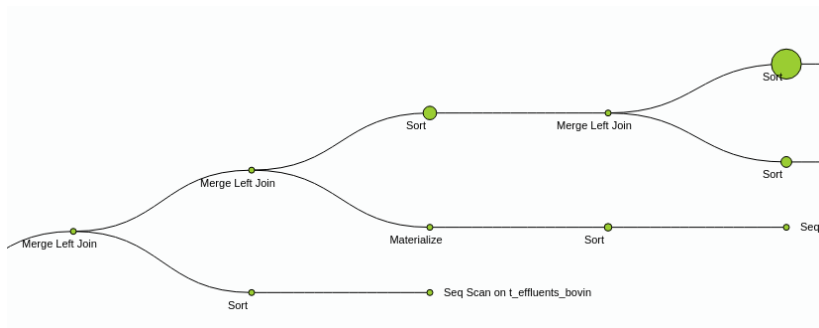 Sort
Sort
Merge Left Join
Sort
Merge Left Join
Materialize
Sort
Seq
Merge Left Join
Sort
Seq Scan on t_effluents_bovin